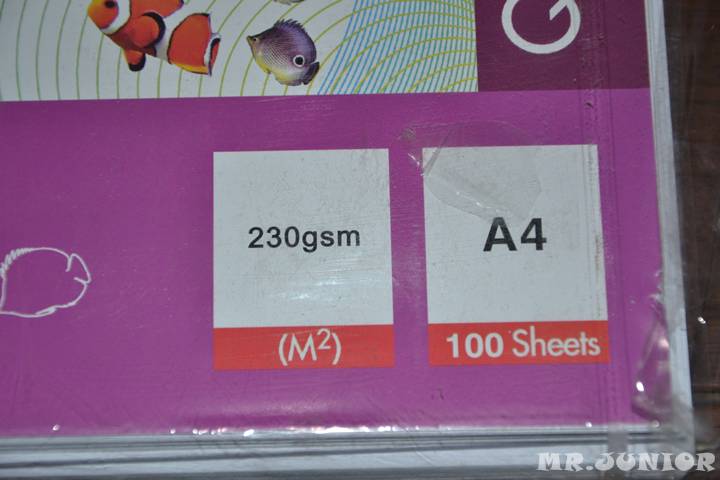 G
230gsm
A4
(M²)
100 Sheets
MR.JUNIOR